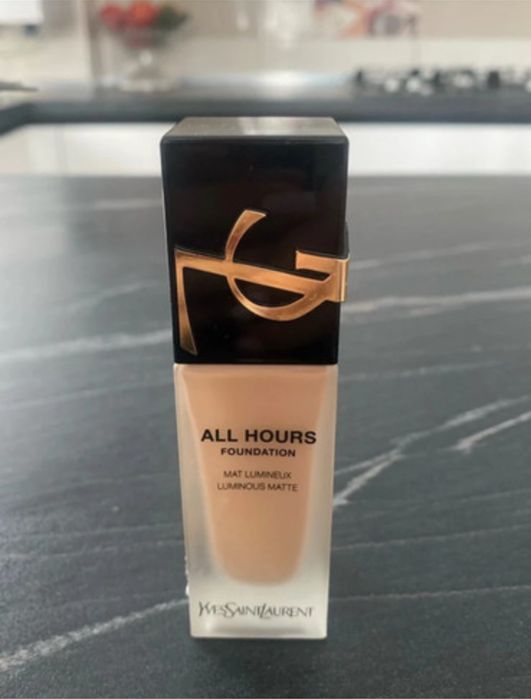 ALL HOURS
FOUNDATION
MAT LUMINEUX
LUMINOUS MATTE
YVESSAINTLAURENT